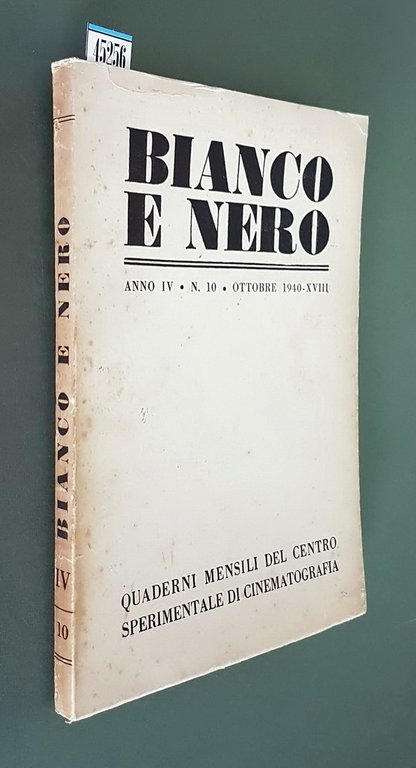 45256
BIANCO
E NERO
ANNO IV • N. 10 • OTTOBRE 1940-XVIII
QUADERNI MENSILI DEL CENTRO
SPERIMENTALE DI CINEMATOGRAFIA
BIANCO E NERO
IV
10